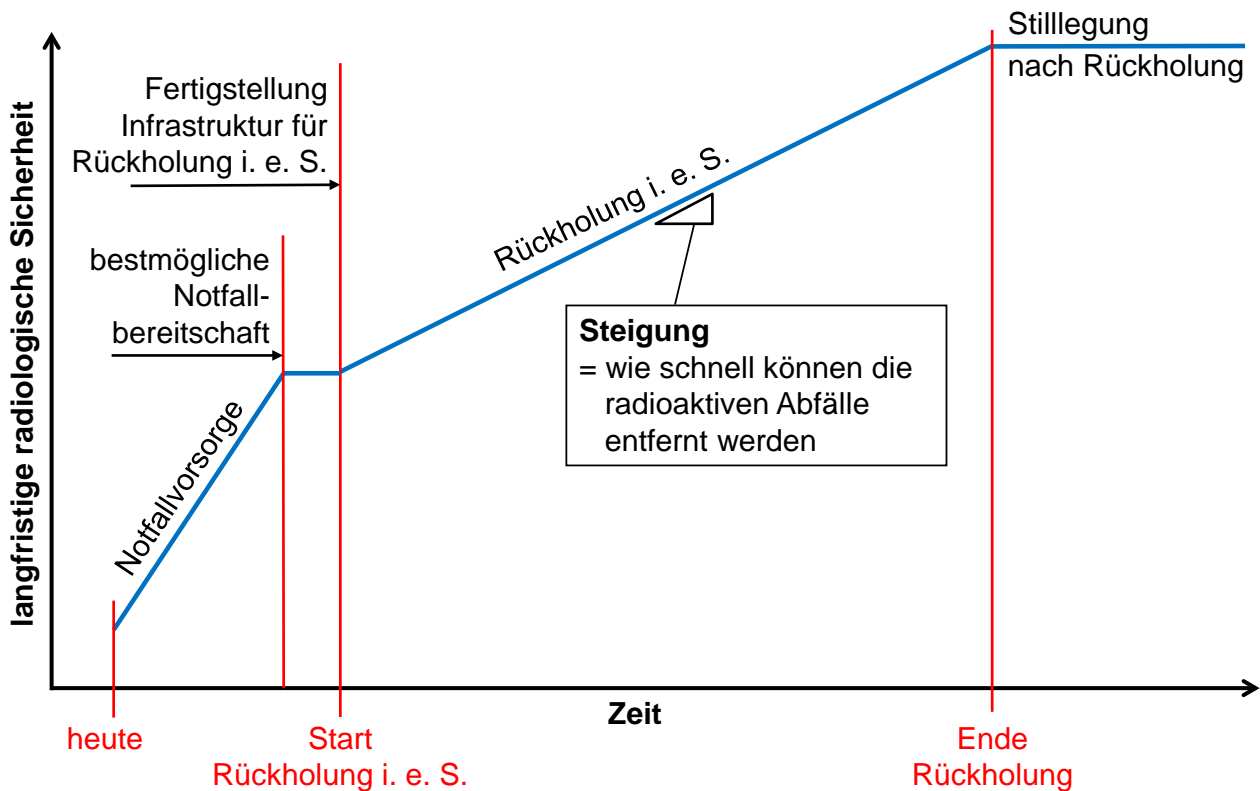 Stilllegung
nach Rückholung
Fertigstellung
Infrastruktur für
Rückholung i. e. S.
bestmögliche
Notfall-
bereitschaft
langfristige radiologische Sicherheit
Notfallvorsorge
Rückholung i. e. S.
Steigung
= wie schnell können die
radioaktiven Abfälle
entfernt werden
Zeit
heute
Start
Rückholung i. e. S.
Ende
Rückholung